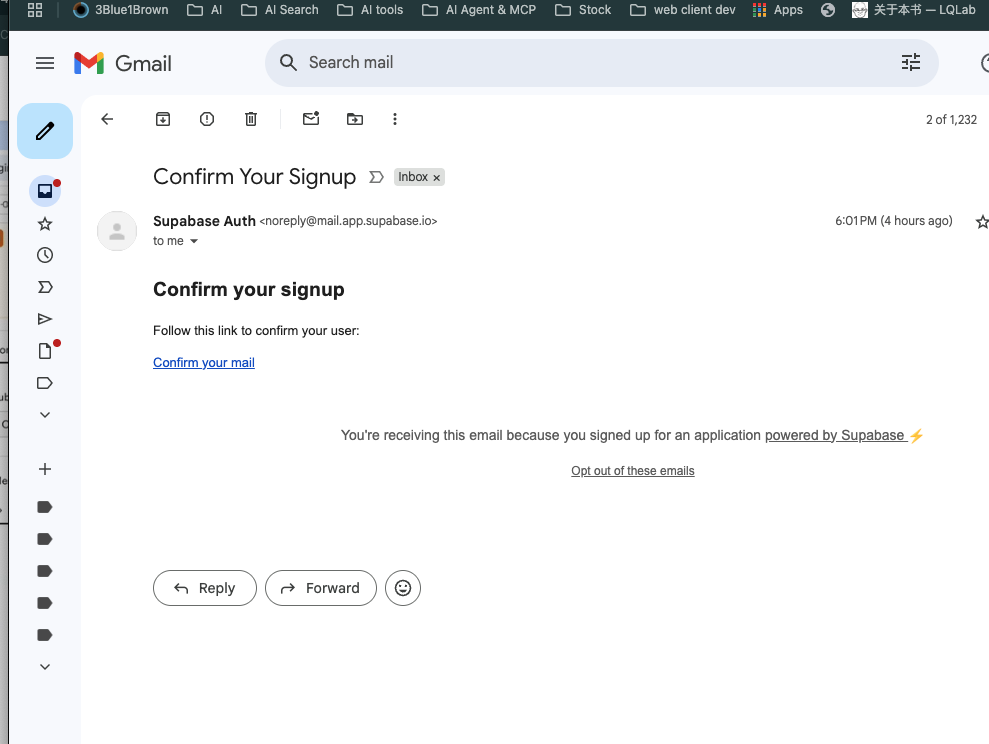 3Blue1Brown AI AI Search AI tools AI Agent & MCP Stock web client dev Apps 关于本书 — LQLab
Gmail Search mail
2 of 1,232
Confirm Your Signup Inbox ×
Supabase Auth <noreply@mail.app.supabase.io> 6:01 PM (4 hours ago)
to me
Confirm your signup
Follow this link to confirm your user:
Confirm your mail
You're receiving this email because you signed up for an application powered by Supabase ⚡
Opt out of these emails
Reply Forward